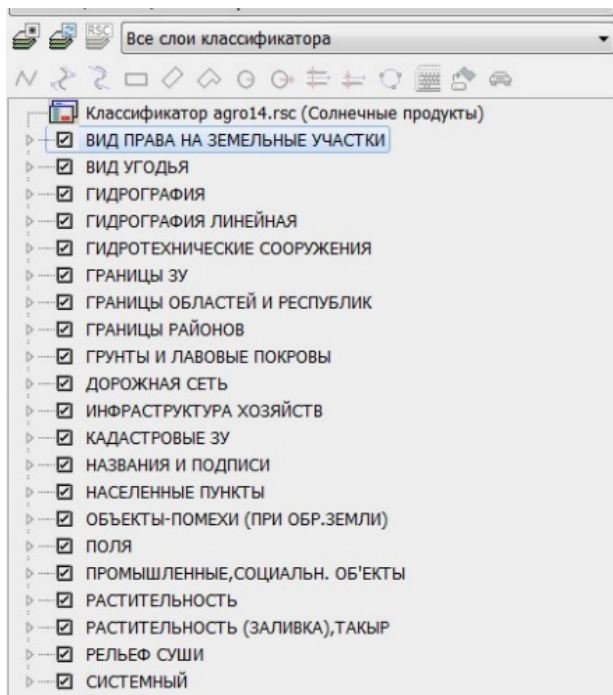 RSC
Все слои классификатора
Классификатор agro14.rsc (Солнечные продукты)
ВИД ПРАВА НА ЗЕМЕЛЬНЫЕ УЧАСТКИ
ВИД УГОДЬЯ
ГИДРОГРАФИЯ
ГИДРОГРАФИЯ ЛИНЕЙНАЯ
ГИДРОТЕХНИЧЕСКИЕ СООРУЖЕНИЯ
ГРАНИЦЫ ЗУ
ГРАНИЦЫ ОБЛАСТЕЙ И РЕСПУБЛИК
ГРАНИЦЫ РАЙОНОВ
ГРУНТЫ И ЛАВОВЫЕ ПОКРОВЫ
ДОРОЖНАЯ СЕТЬ
ИНФРАСТРУКТУРА ХОЗЯЙСТВ
КАДАСТРОВЫЕ ЗУ
НАЗВАНИЯ И ПОДПИСИ
НАСЕЛЕННЫЕ ПУНКТЫ
ОБЪЕКТЫ-ПОМЕХИ (ПРИ ОБР.ЗЕМЛИ)
ПОЛЯ
ПРОМЫШЛЕННЫЕ,СОЦИАЛЬН. ОБ'ЕКТЫ
РАСТИТЕЛЬНОСТЬ
РАСТИТЕЛЬНОСТЬ (ЗАЛИВКА),ТАКЫР
РЕЛЬЕФ СУШИ
СИСТЕМНЫЙ